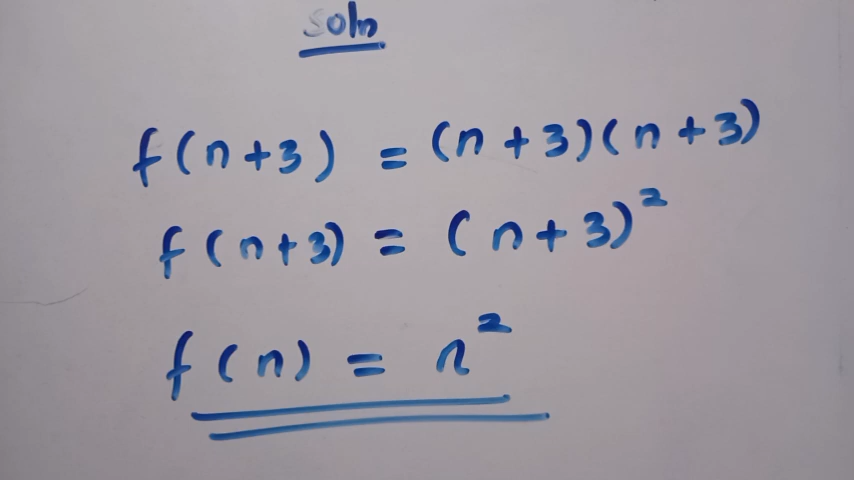 soln
f(n+3) = (n+3)(n+3)
f(n+3) = (n+3)²
f(n) = n²